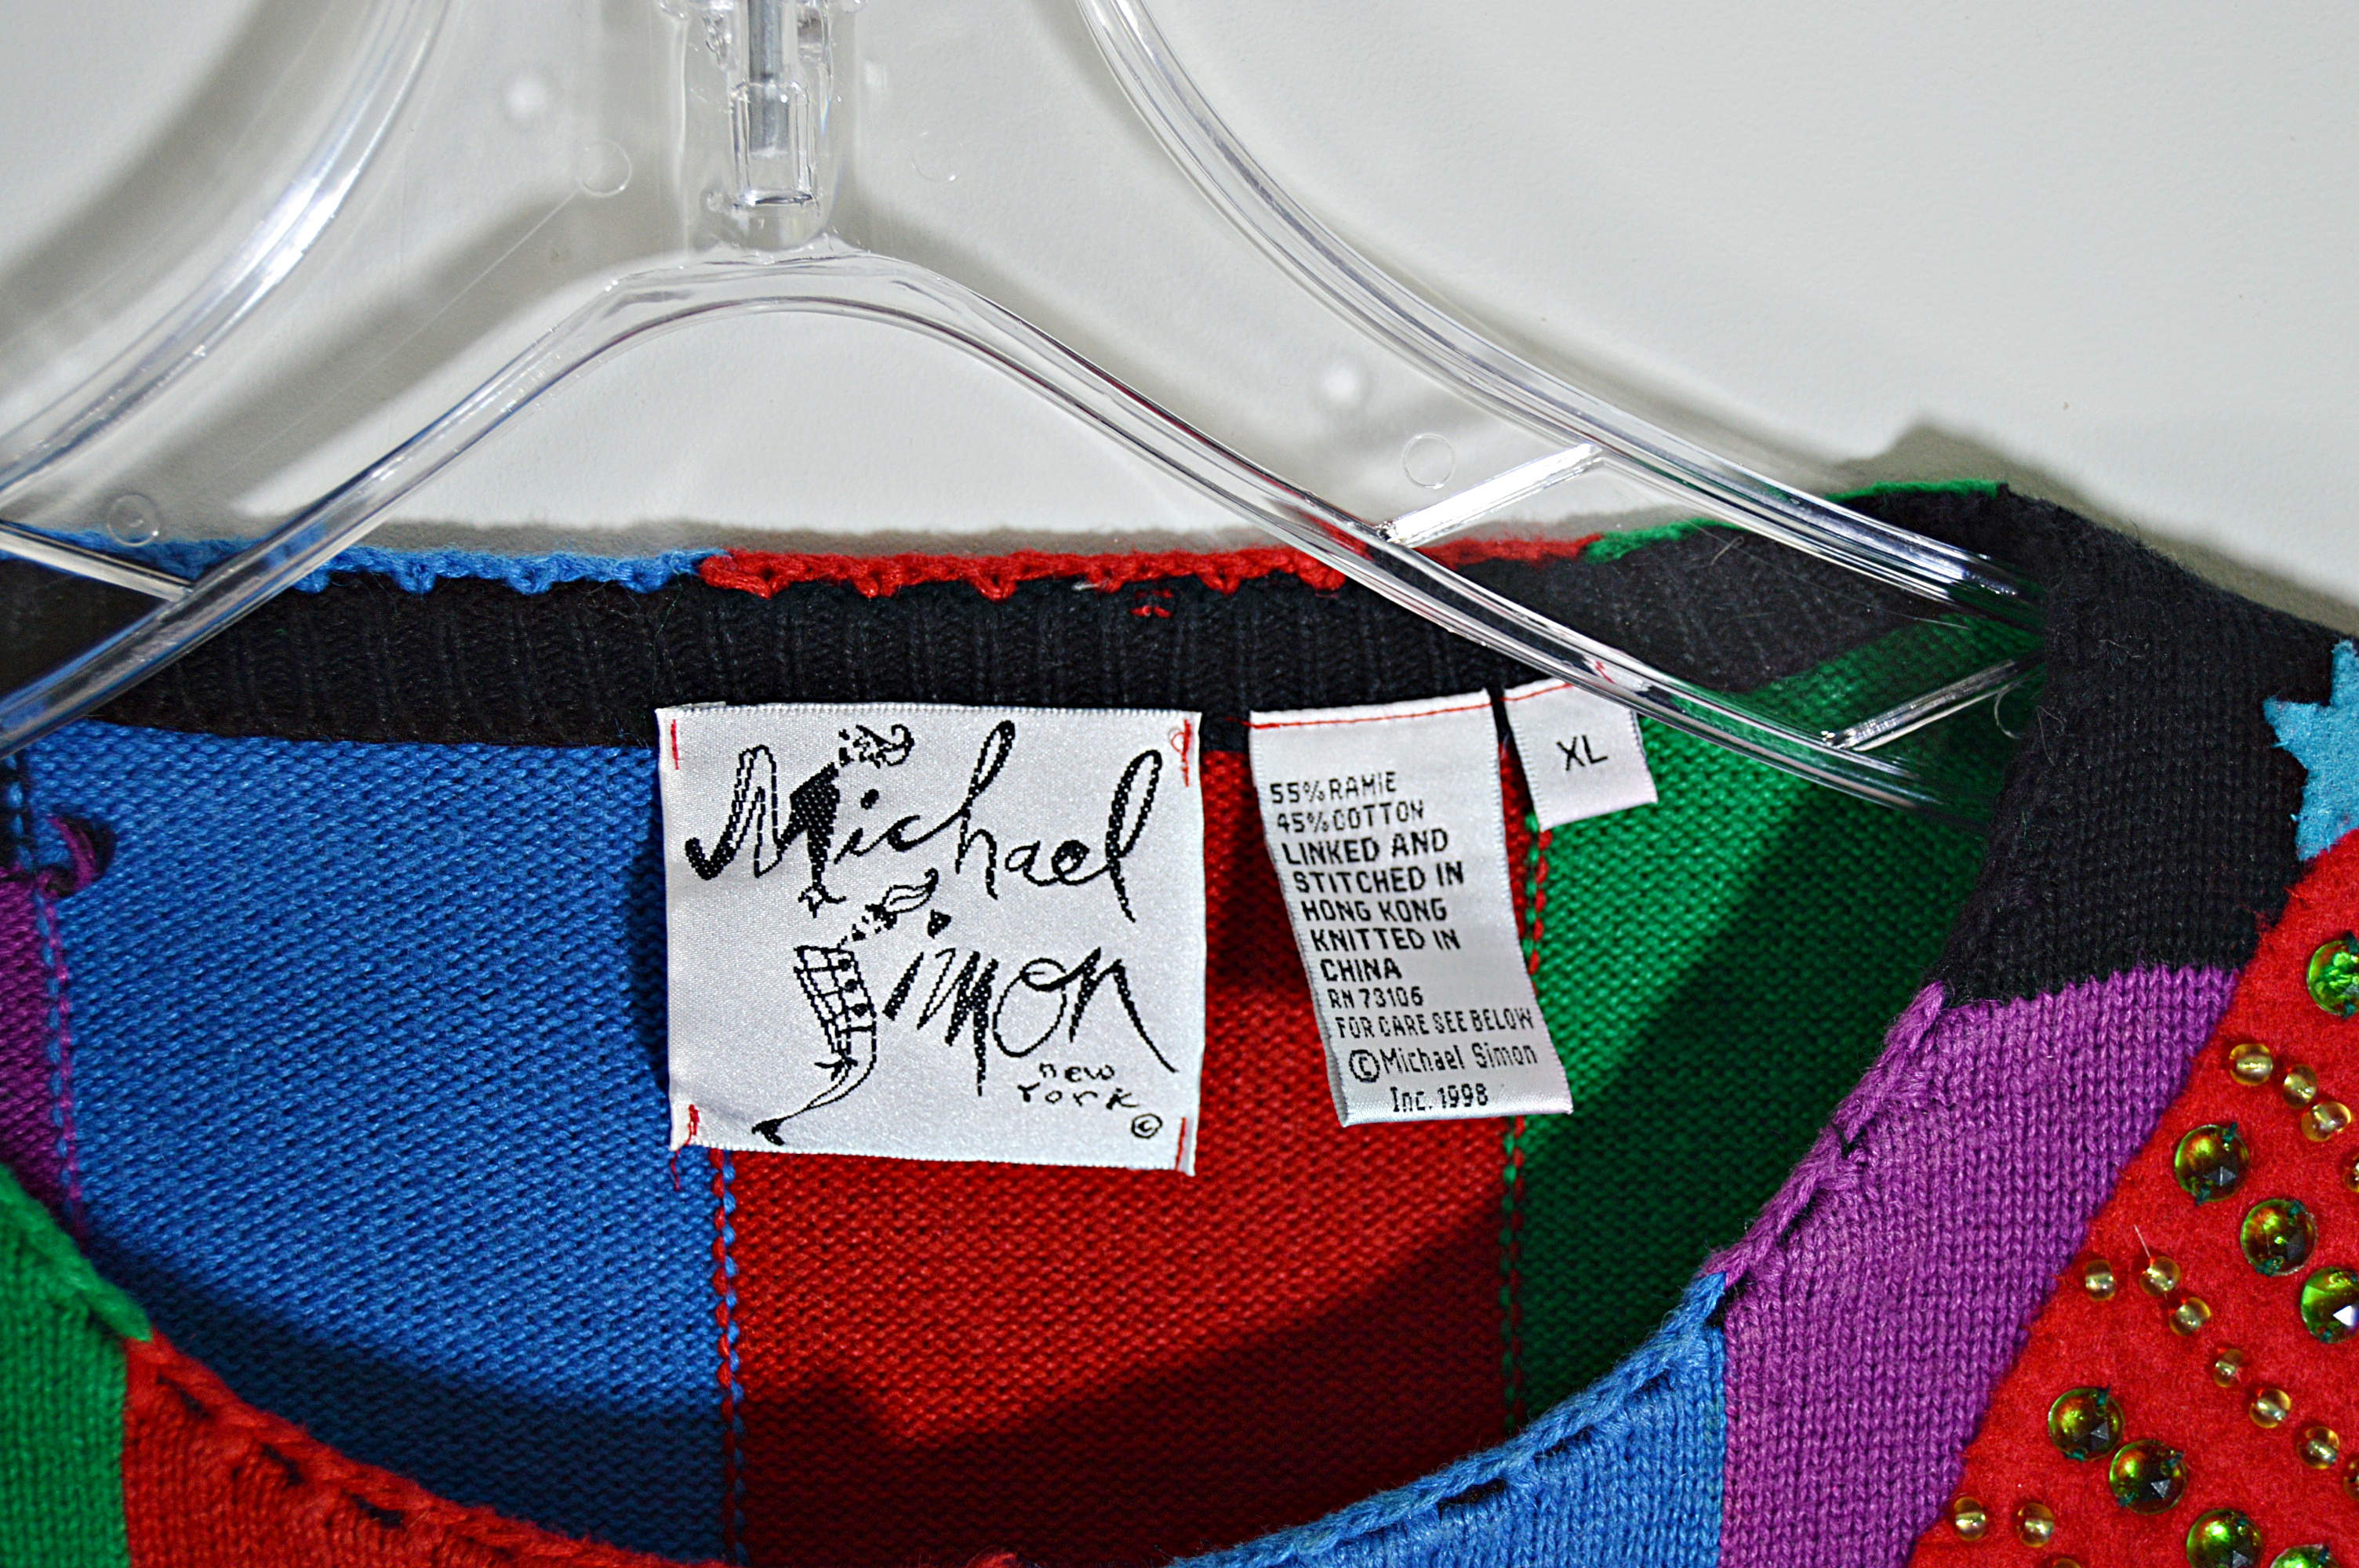 Michael
Simon
new
York
©
55% RAMIE
45% COTTON
LINKED AND
STITCHED IN
HONG KONG
KNITTED IN
CHINA
RN 73106
FOR CARE SEE BELOW
©Michael Simon
Inc. 1998
XL